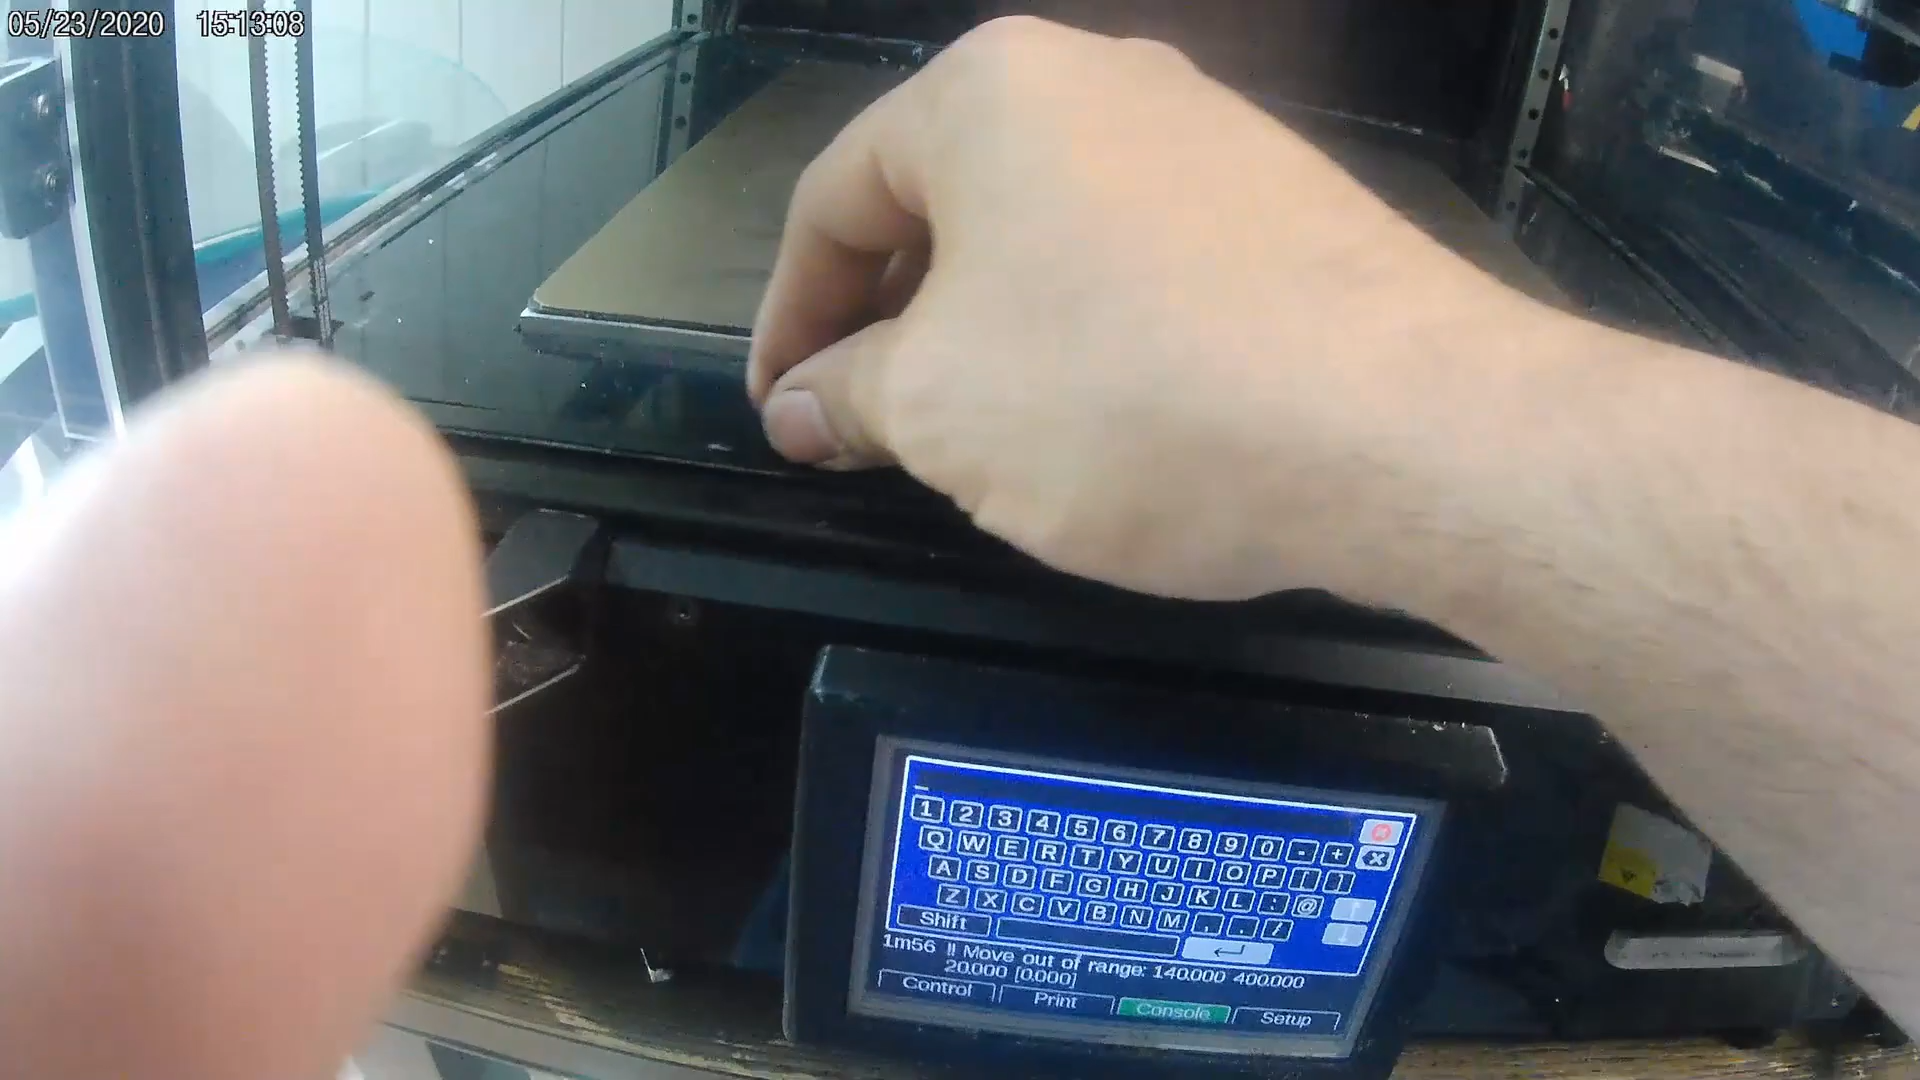 05/23/2020 15:13:08
_
1 2 3 4 5 6 7 8 9 0 - +
Q W E R T Y U I O P [ ]
A S D F G H J K L : @
Z X C V B N M , . /
Shift
1m56 !! Move out of range: 140.000 400.000
20.000 [0.000]
Control Print Console Setup